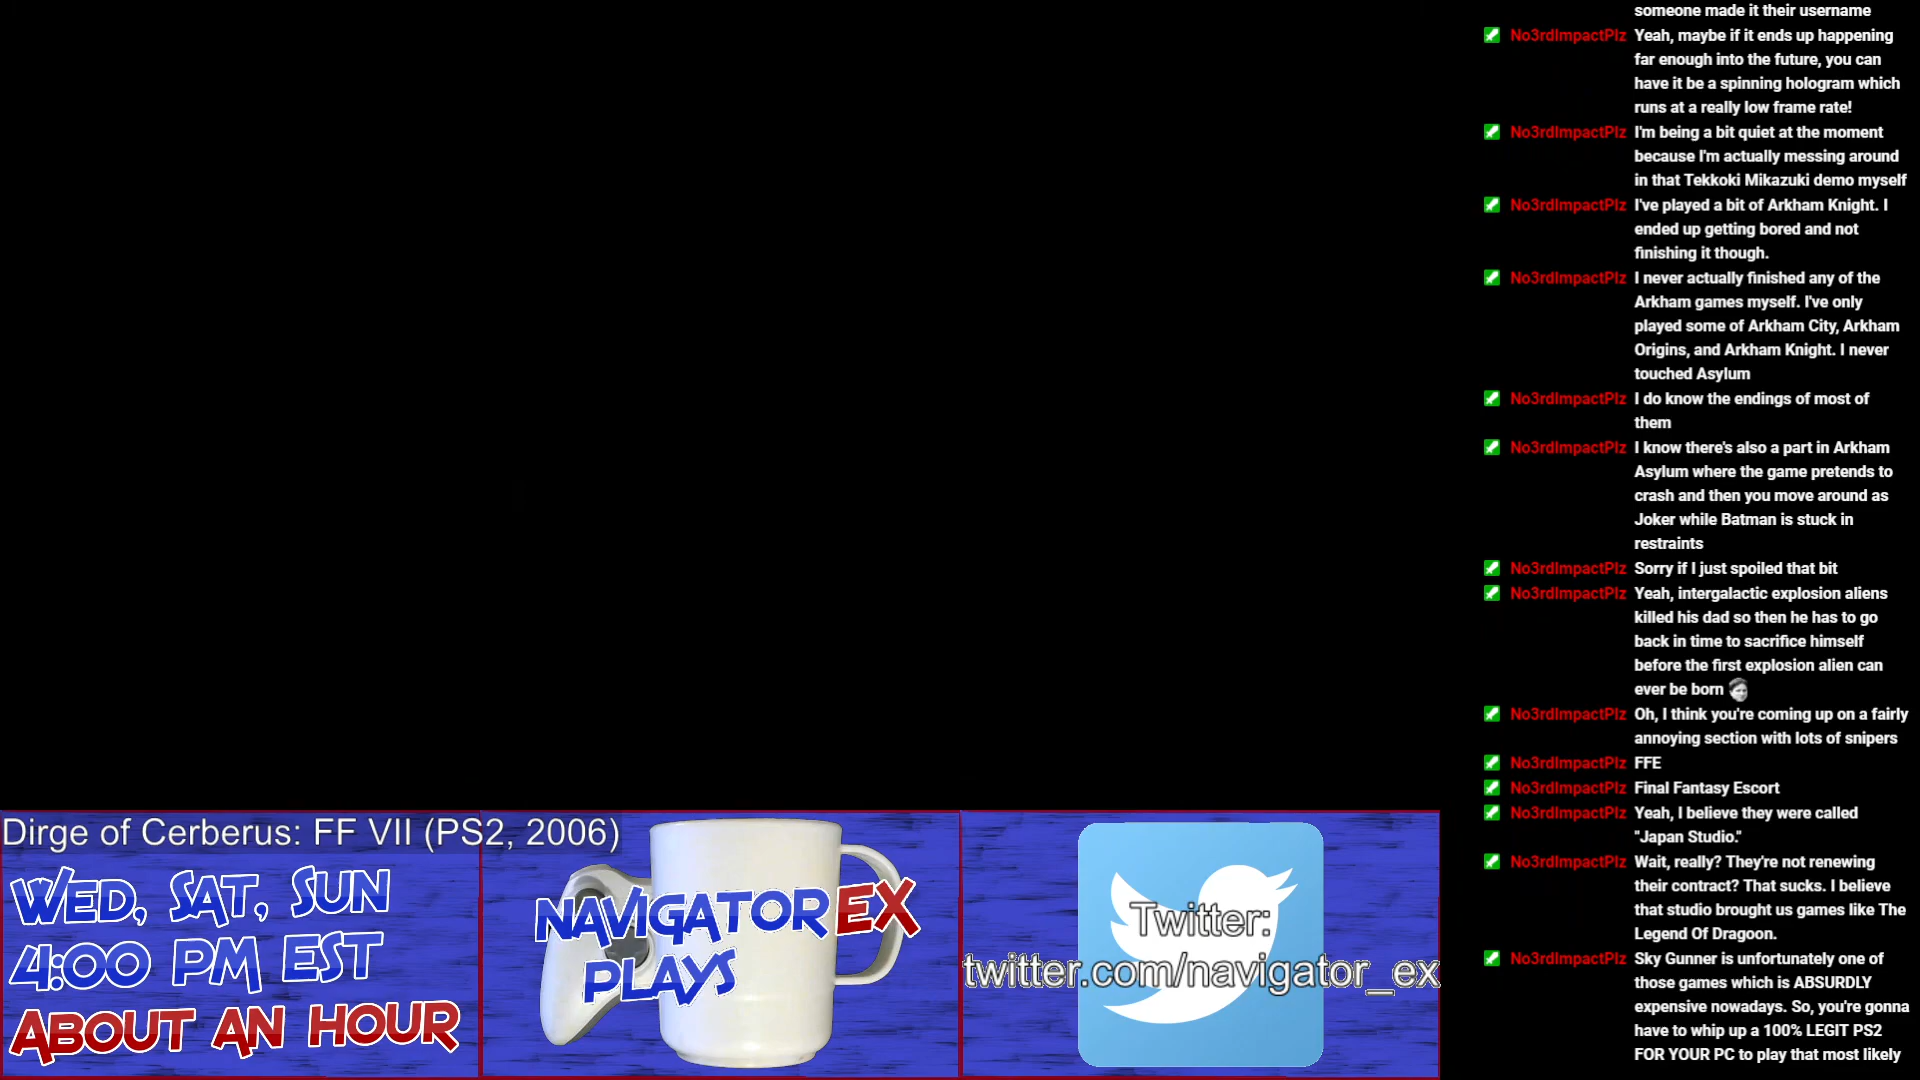 someone made it their username
No3rdImpactPlz Yeah, maybe if it ends up happening
far enough into the future, you can
have it be a spinning hologram which
runs at a really low frame rate!
No3rdImpactPlz I'm being a bit quiet at the moment
because I'm actually messing around
in that Tekkoki Mikazuki demo myself
No3rdImpactPlz I've played a bit of Arkham Knight. I
ended up getting bored and not
finishing it though.
No3rdImpactPlz I never actually finished any of the
Arkham games myself. I've only
played some of Arkham City, Arkham
Origins, and Arkham Knight. I never
touched Asylum
No3rdImpactPlz I do know the endings of most of
them
No3rdImpactPlz I know there's also a part in Arkham
Asylum where the game pretends to
crash and then you move around as
Joker while Batman is stuck in
restraints
No3rdImpactPlz Sorry if I just spoiled that bit
No3rdImpactPlz Yeah, intergalactic explosion aliens
killed his dad so then he has to go
back in time to sacrifice himself
before the first explosion alien can
ever be born
No3rdImpactPlz Oh, I think you're coming up on a fairly
annoying section with lots of snipers
No3rdImpactPlz FFE
No3rdImpactPlz Final Fantasy Escort
No3rdImpactPlz Yeah, I believe they were called
"Japan Studio."
No3rdImpactPlz Wait, really? They're not renewing
their contract? That sucks. I believe
that studio brought us games like The
Legend Of Dragoon.
No3rdImpactPlz Sky Gunner is unfortunately one of
those games which is ABSURDLY
expensive nowadays. So, you're gonna
have to whip up a 100% LEGIT PS2
FOR YOUR PC to play that most likely
Dirge of Cerberus: FF VII (PS2, 2006)
WED, SAT, SUN
4:00 PM EST
ABOUT AN HOUR
NAVIGATOR EX
PLAYS
Twitter:
twitter.com/navigator_ex